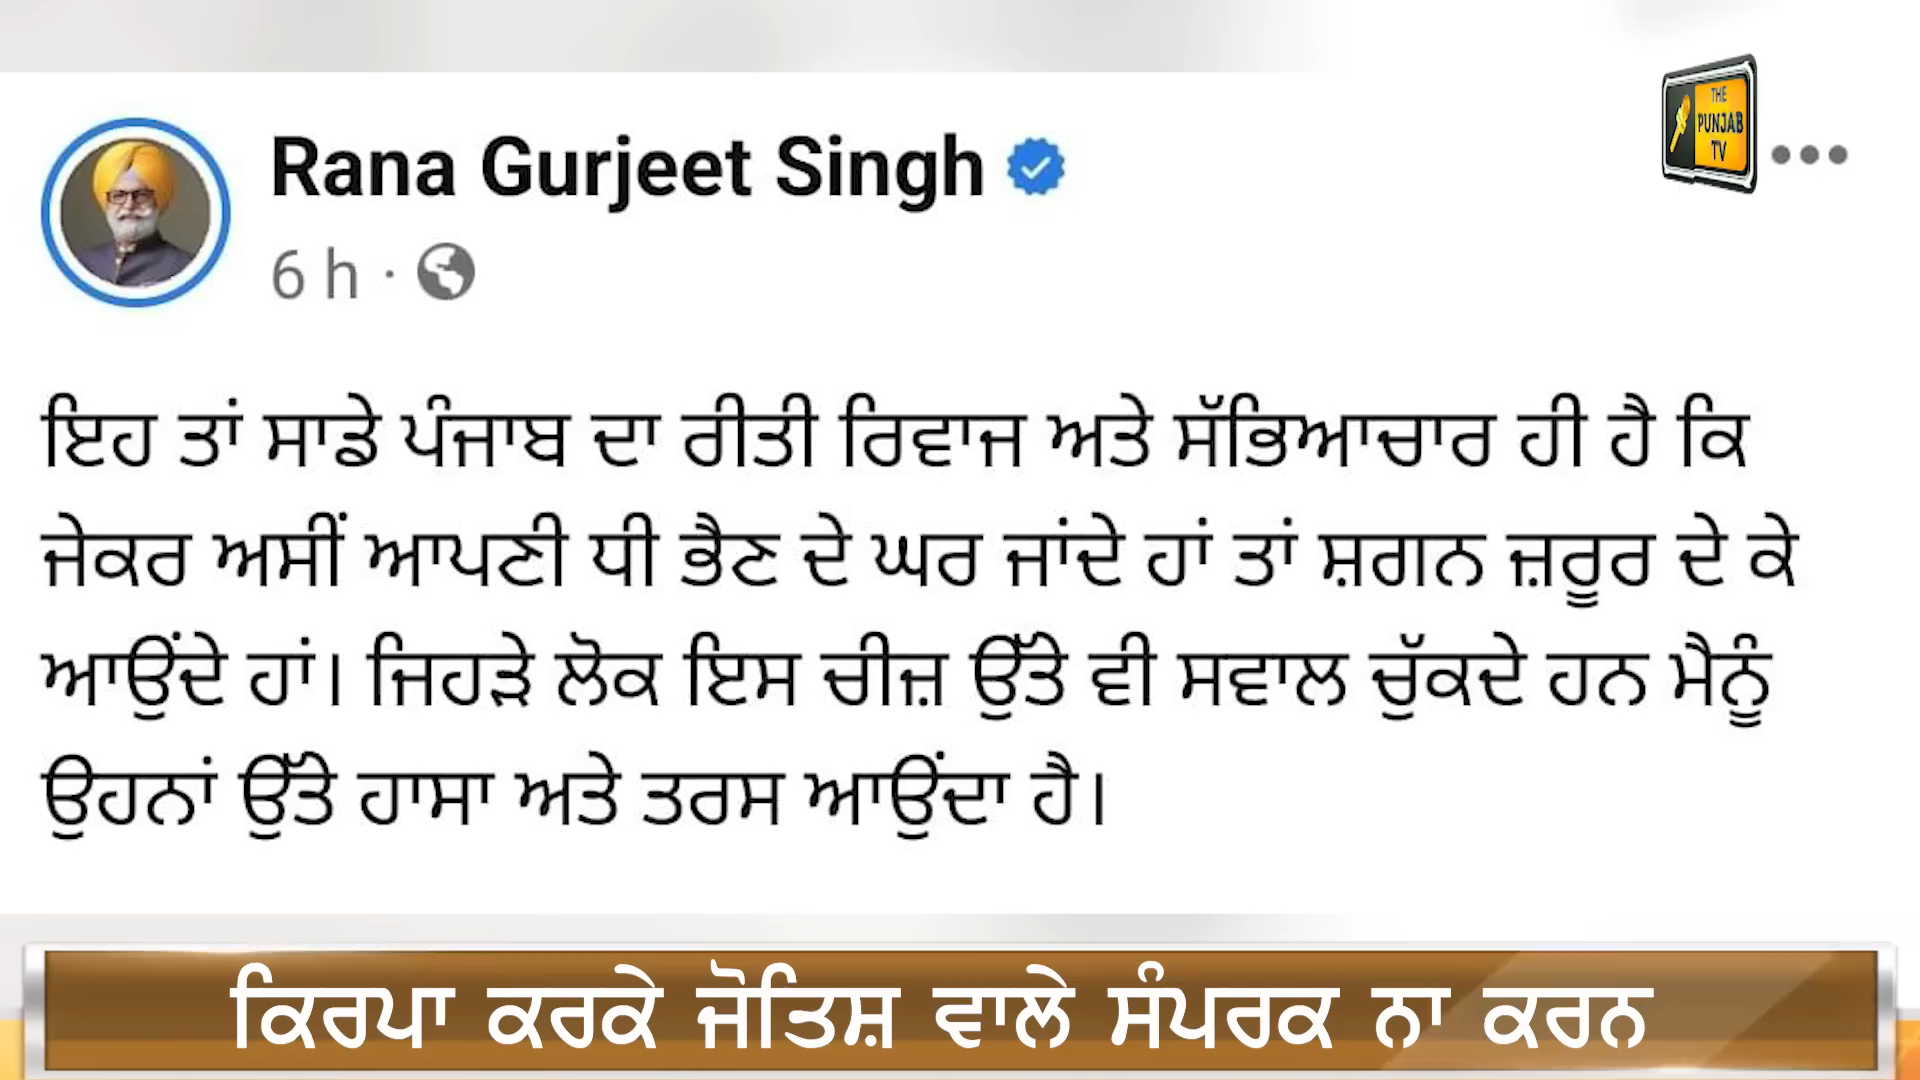 THE
PUNJAB
TV
Rana Gurjeet Singh
6 h ·
ਇਹ ਤਾਂ ਸਾਡੇ ਪੰਜਾਬ ਦਾ ਰੀਤੀ ਰਿਵਾਜ ਅਤੇ ਸੱਭਿਆਚਾਰ ਹੀ ਹੈ ਕਿ
ਜੇਕਰ ਅਸੀਂ ਆਪਣੀ ਧੀ ਭੈਣ ਦੇ ਘਰ ਜਾਂਦੇ ਹਾਂ ਤਾਂ ਸ਼ਗਨ ਜ਼ਰੂਰ ਦੇ ਕੇ
ਆਉਂਦੇ ਹਾਂ। ਜਿਹੜੇ ਲੋਕ ਇਸ ਚੀਜ਼ ਉੱਤੇ ਵੀ ਸਵਾਲ ਚੁੱਕਦੇ ਹਨ ਮੈਨੂੰ
ਉਹਨਾਂ ਉੱਤੇ ਹਾਸਾ ਅਤੇ ਤਰਸ ਆਉਂਦਾ ਹੈ।
ਕਿਰਪਾ ਕਰਕੇ ਜੋਤਿਸ਼ ਵਾਲੇ ਸੰਪਰਕ ਨਾ ਕਰਨ